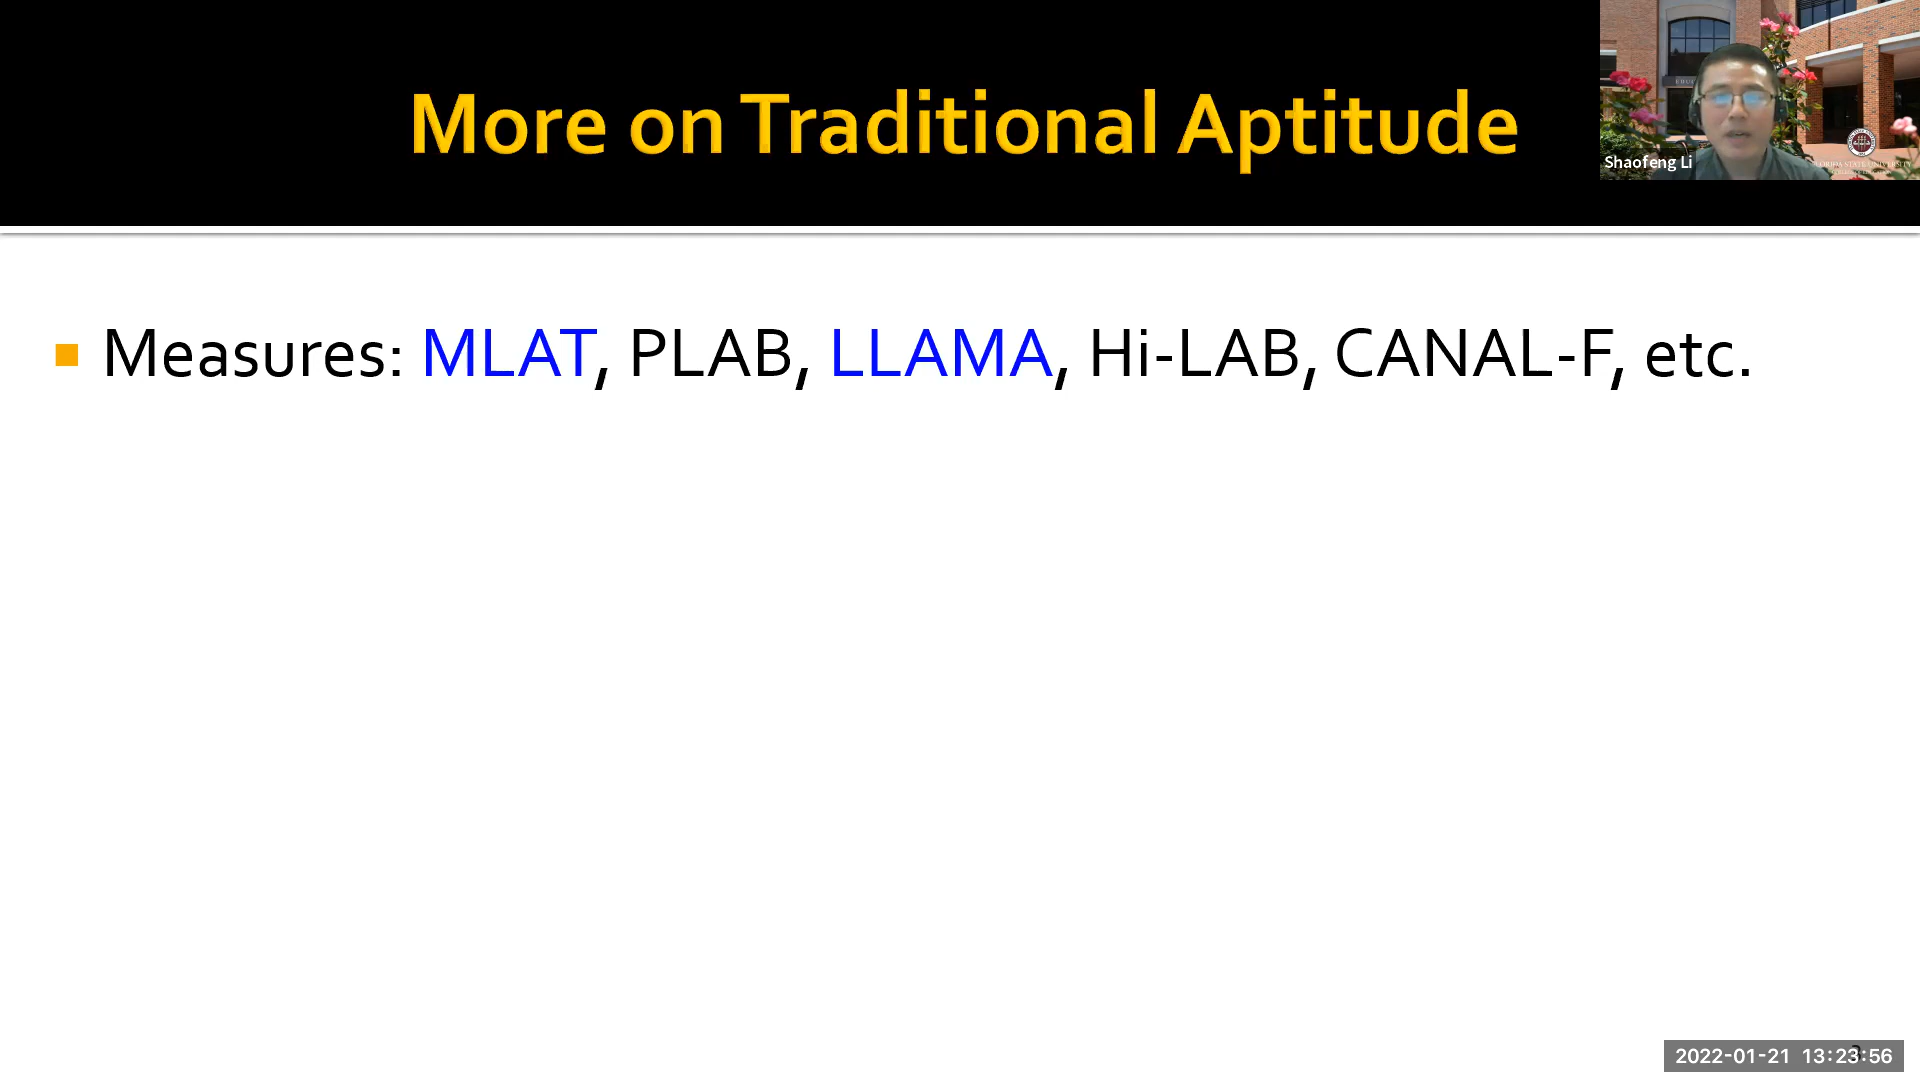 More on Traditional Aptitude
Shaofeng Li
Measures: MLAT, PLAB, LLAMA, Hi-LAB, CANAL-F, etc.
2022-01-21 13:23:56